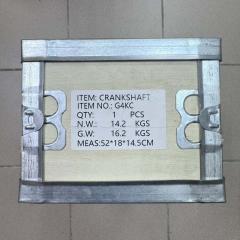 ITEM: CRANKSHAFT
ITEM NO.: G4KC
QTY: 1 PCS
N.W.: 14.2 KGS
G.W: 16.2 KGS
MEAS:52*18*14.5CM